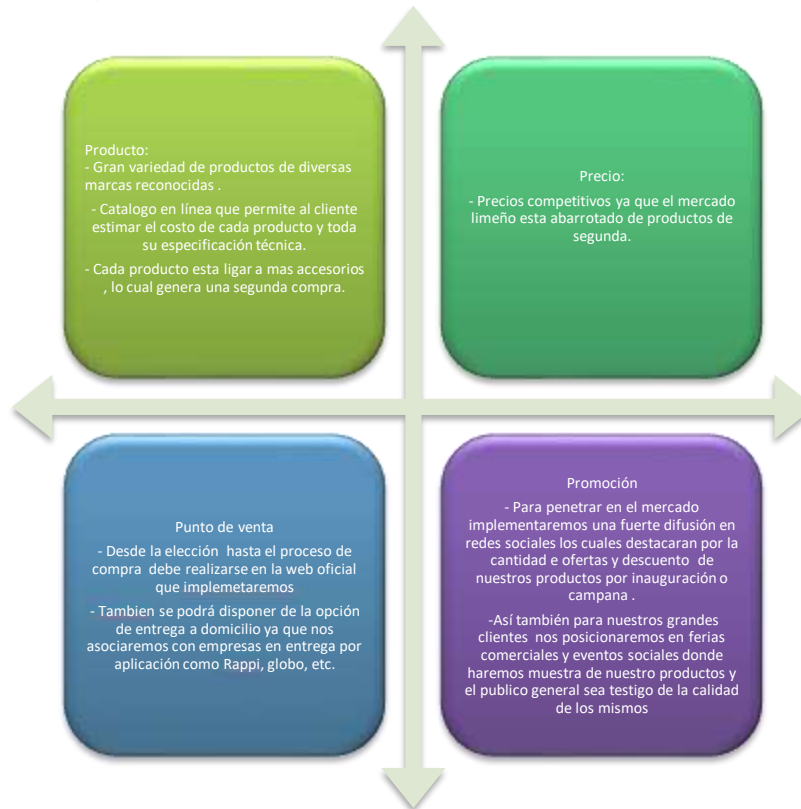 Producto:
- Gran variedad de productos de diversas
marcas reconocidas .
- Catalogo en línea que permite al cliente
estimar el costo de cada producto y toda
su especificación técnica.
- Cada producto esta ligar a mas accesorios
, lo cual genera una segunda compra.
Precio:
- Precios competitivos ya que el mercado
limeño esta abarrotado de productos de
segunda.
Punto de venta
- Desde la elección hasta el proceso de
compra debe realizarse en la web oficial
que implemetaremos
- Tambien se podrá disponer de la opción
de entrega a domicilio ya que nos
asociaremos con empresas en entrega por
aplicación como Rappi, globo, etc.
Promoción
- Para penetrar en el mercado
implementaremos una fuerte difusión en
redes sociales los cuales destacaran por la
cantidad e ofertas y descuento de
nuestros productos por inauguración o
campana .
-Así también para nuestros grandes
clientes nos posicionaremos en ferias
comerciales y eventos sociales donde
haremos muestra de nuestro productos y
el publico general sea testigo de la calidad
de los mismos